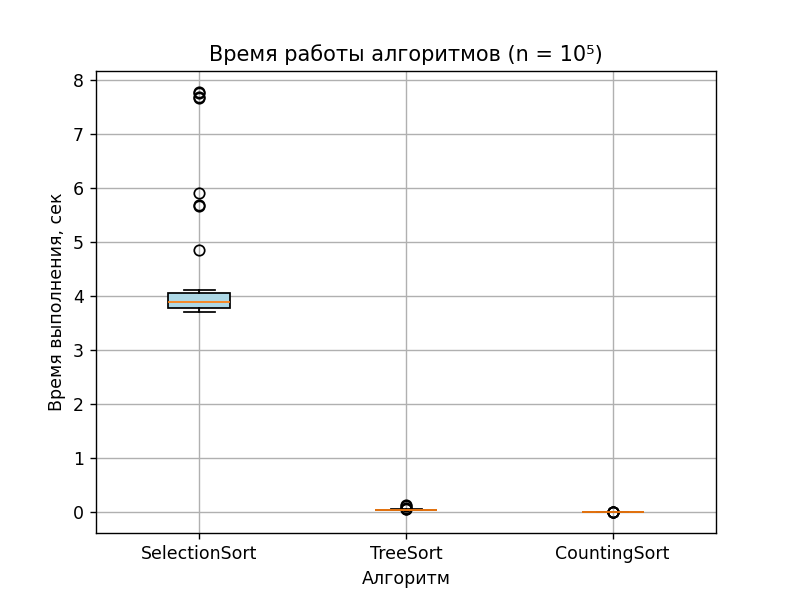 Время работы алгоритмов (n = 10⁵)
Время выполнения, сек
8
7
6
5
4
3
2
1
0
SelectionSort TreeSort CountingSort
Алгоритм